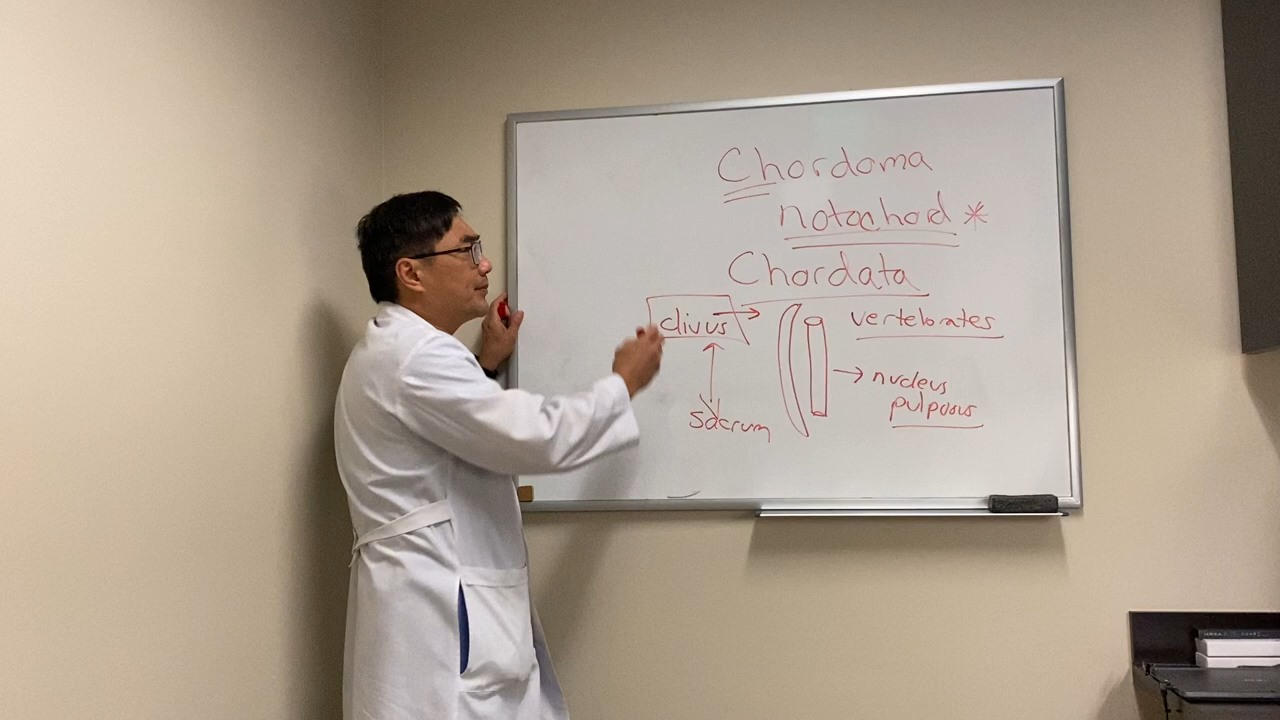 Chordoma
notochord *
Chordata
clivus → vertebrates
→ nucleus
pulposus
sacrum